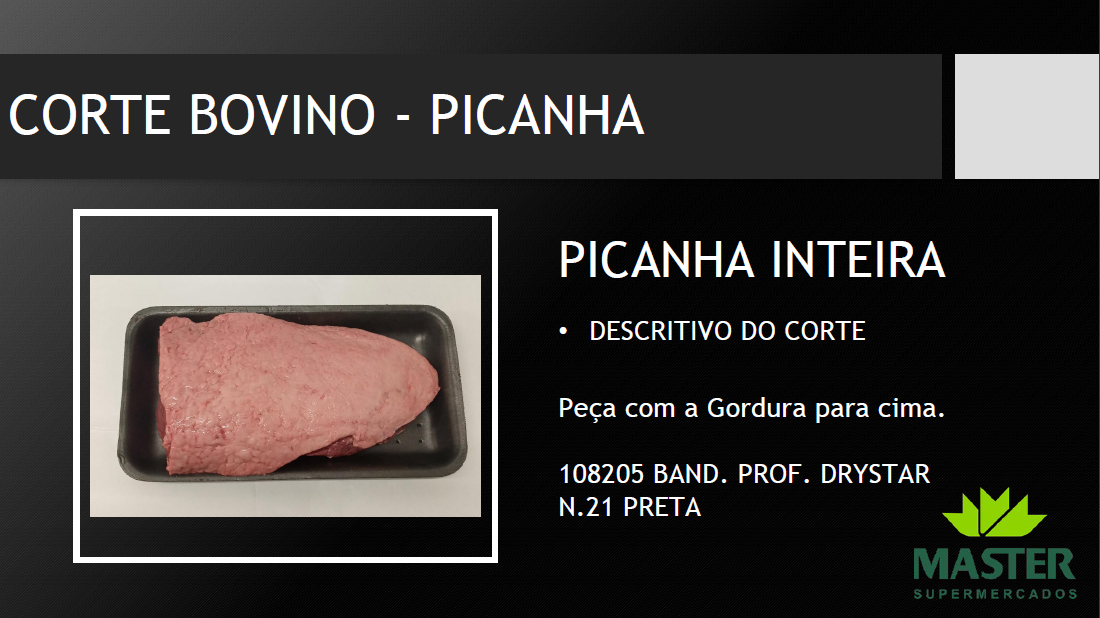 CORTE BOVINO - PICANHA
PICANHA INTEIRA
• DESCRITIVO DO CORTE
Peça com a Gordura para cima.
108205 BAND. PROF. DRYSTAR
N.21 PRETA
MASTER
SUPERMERCADOS